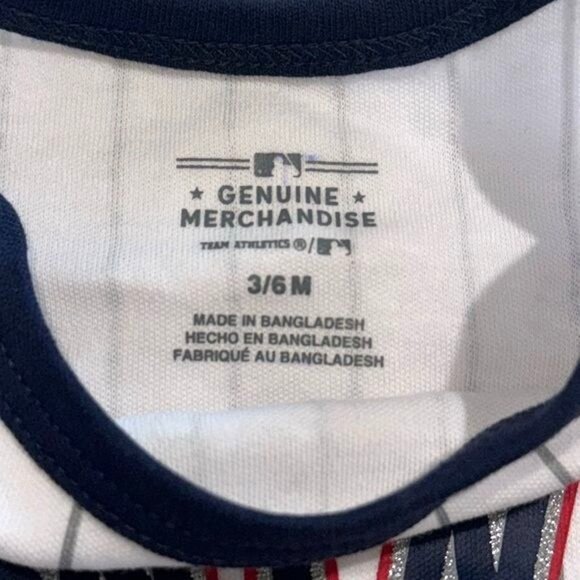 ★ GENUINE ★
MERCHANDISE
TEAM ATHLETICS ® /
3/6 M
MADE IN BANGLADESH
HECHO EN BANGLADESH
FABRIQUÉ AU BANGLADESH